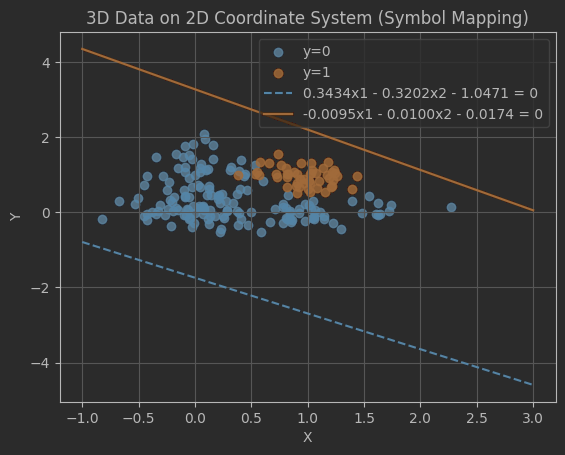 3D Data on 2D Coordinate System (Symbol Mapping)
y=0
y=1
0.3434x1 - 0.3202x2 - 1.0471 = 0
-0.0095x1 - 0.0100x2 - 0.0174 = 0
Y
4
2
0
−2
−4
−1.0 −0.5 0.0 0.5 1.0 1.5 2.0 2.5 3.0
X